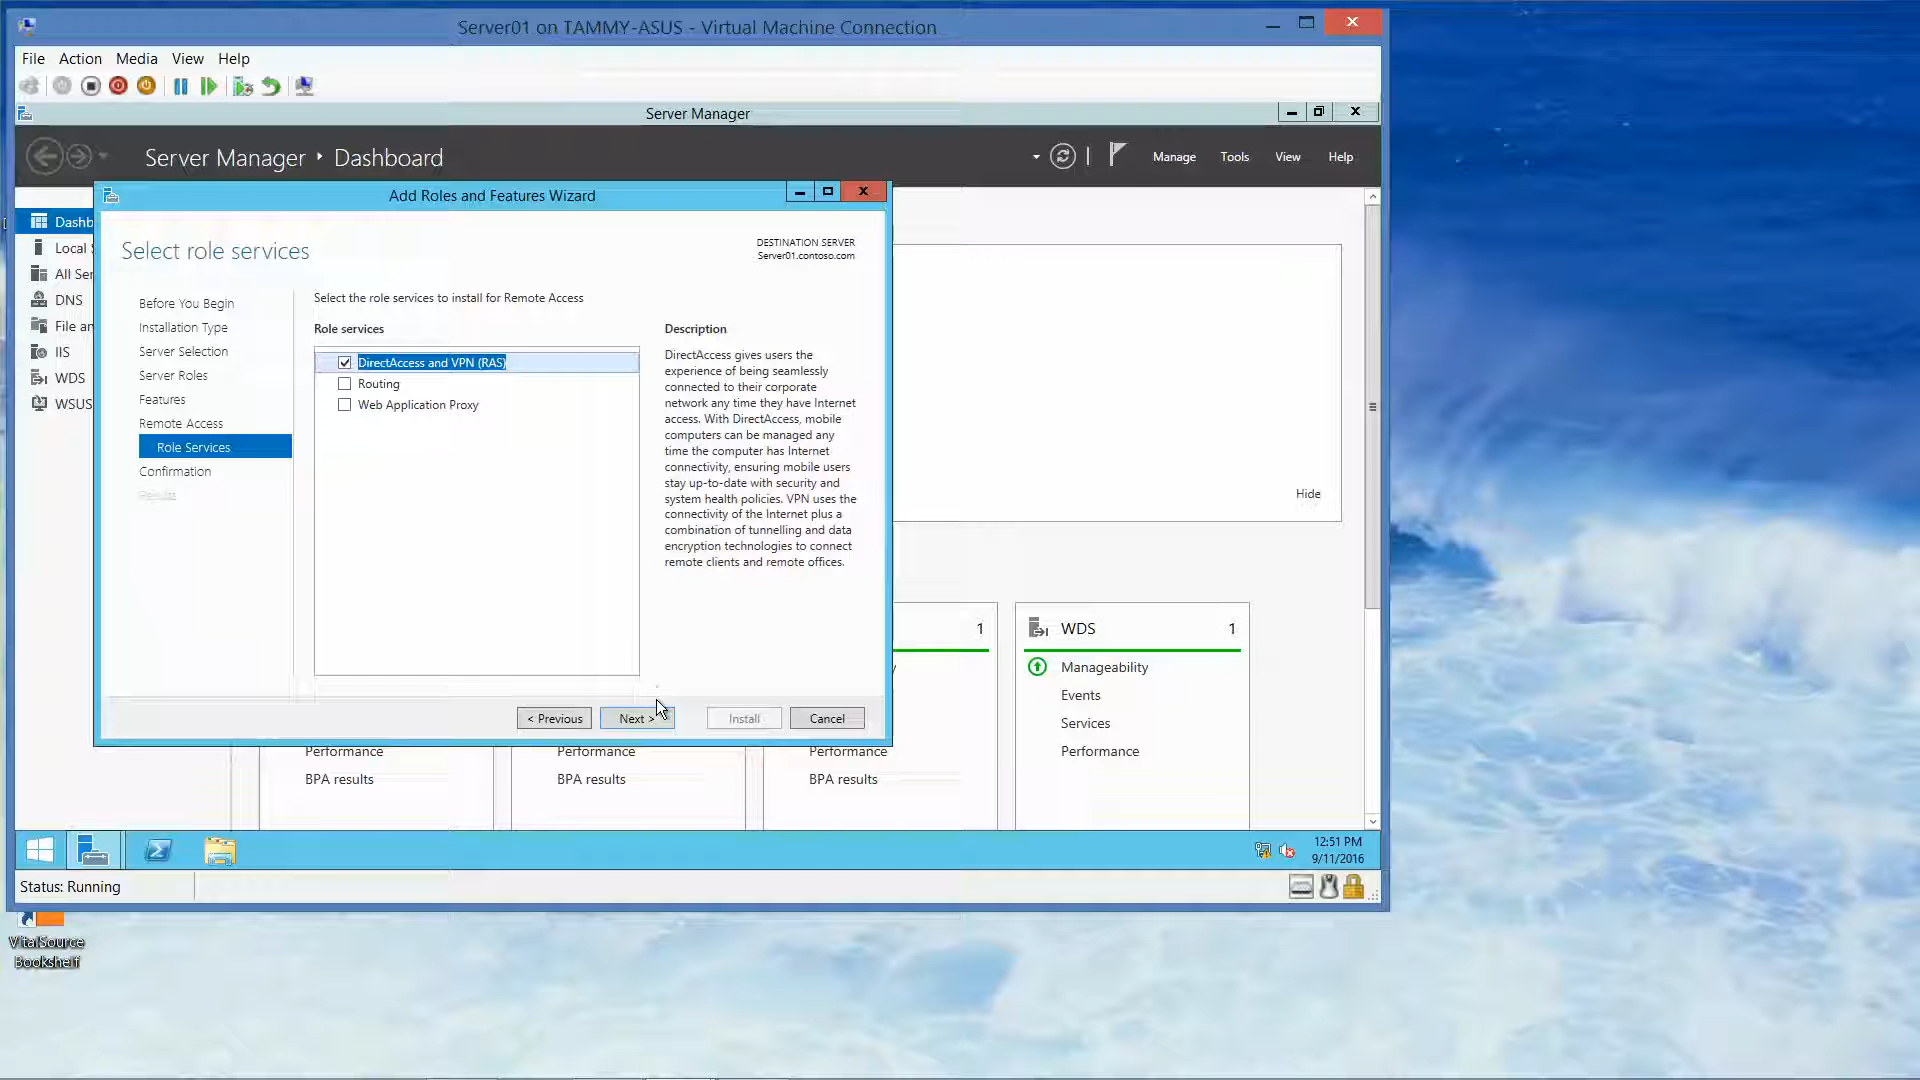 Server01 on TAMMY-ASUS - Virtual Machine Connection
File Action Media View Help
Server Manager
Server Manager ‣ Dashboard
Manage Tools View Help
Add Roles and Features Wizard
Dashb
Local
All Ser
DNS
File an
IIS
WDS
WSUS
Select role services
DESTINATION SERVER
Server01.contoso.com
Before You Begin
Installation Type
Server Selection
Server Roles
Features
Remote Access
Role Services
Confirmation
Results
Select the role services to install for Remote Access
Role services
DirectAccess and VPN (RAS)
Routing
Web Application Proxy
Description
DirectAccess gives users the
experience of being seamlessly
connected to their corporate
network any time they have Internet
access. With DirectAccess, mobile
computers can be managed any
time the computer has Internet
connectivity, ensuring mobile users
stay up-to-date with security and
system health policies. VPN uses the
connectivity of the Internet plus a
combination of tunnelling and data
encryption technologies to connect
remote clients and remote offices.
< Previous
Next >
Install
Cancel
Hide
1
WDS 1
Manageability
Events
Services
Performance
Performance
BPA results
Performance
BPA results
Performance
BPA results
12:51 PM
9/11/2016
Status: Running
VitalSource
Bookshelf